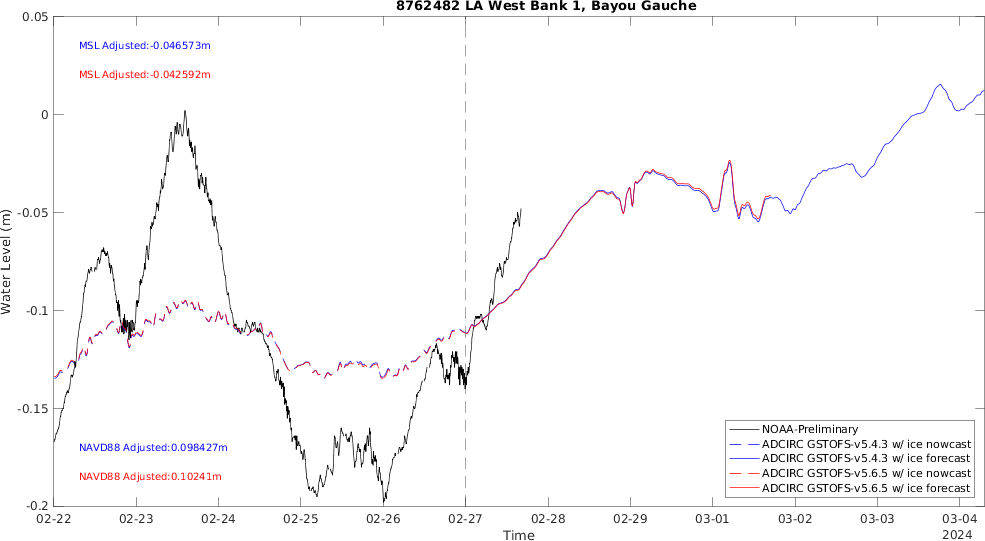 8762482 LA West Bank 1, Bayou Gauche
0.05
0
-0.05
-0.1
-0.15
-0.2
Water Level (m)
MSL Adjusted:-0.046573m
MSL Adjusted:-0.042592m
NAVD88 Adjusted:0.098427m
NAVD88 Adjusted:0.10241m
NOAA-Preliminary
ADCIRC GSTOFS-v5.4.3 w/ ice nowcast
ADCIRC GSTOFS-v5.4.3 w/ ice forecast
ADCIRC GSTOFS-v5.6.5 w/ ice nowcast
ADCIRC GSTOFS-v5.6.5 w/ ice forecast
02-22 02-23 02-24 02-25 02-26 02-27 02-28 02-29 03-01 03-02 03-03 03-04
2024
Time